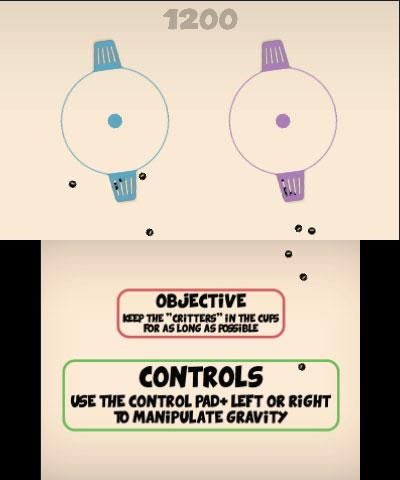 1200
OBJECTIVE
KEEP THE "CRITTERS" IN THE CUPS
FOR AS LONG AS POSSIBLE
CONTROLS
USE THE CONTROL PAD+ LEFT OR RIGHT
TO MANIPULATE GRAVITY